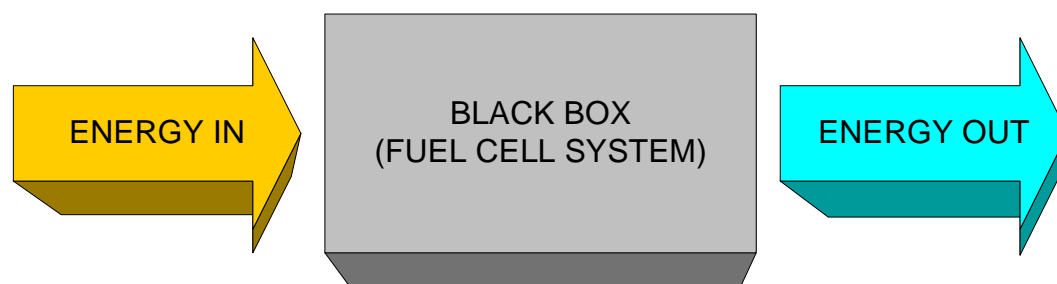 ENERGY IN
BLACK BOX
(FUEL CELL SYSTEM)
ENERGY OUT